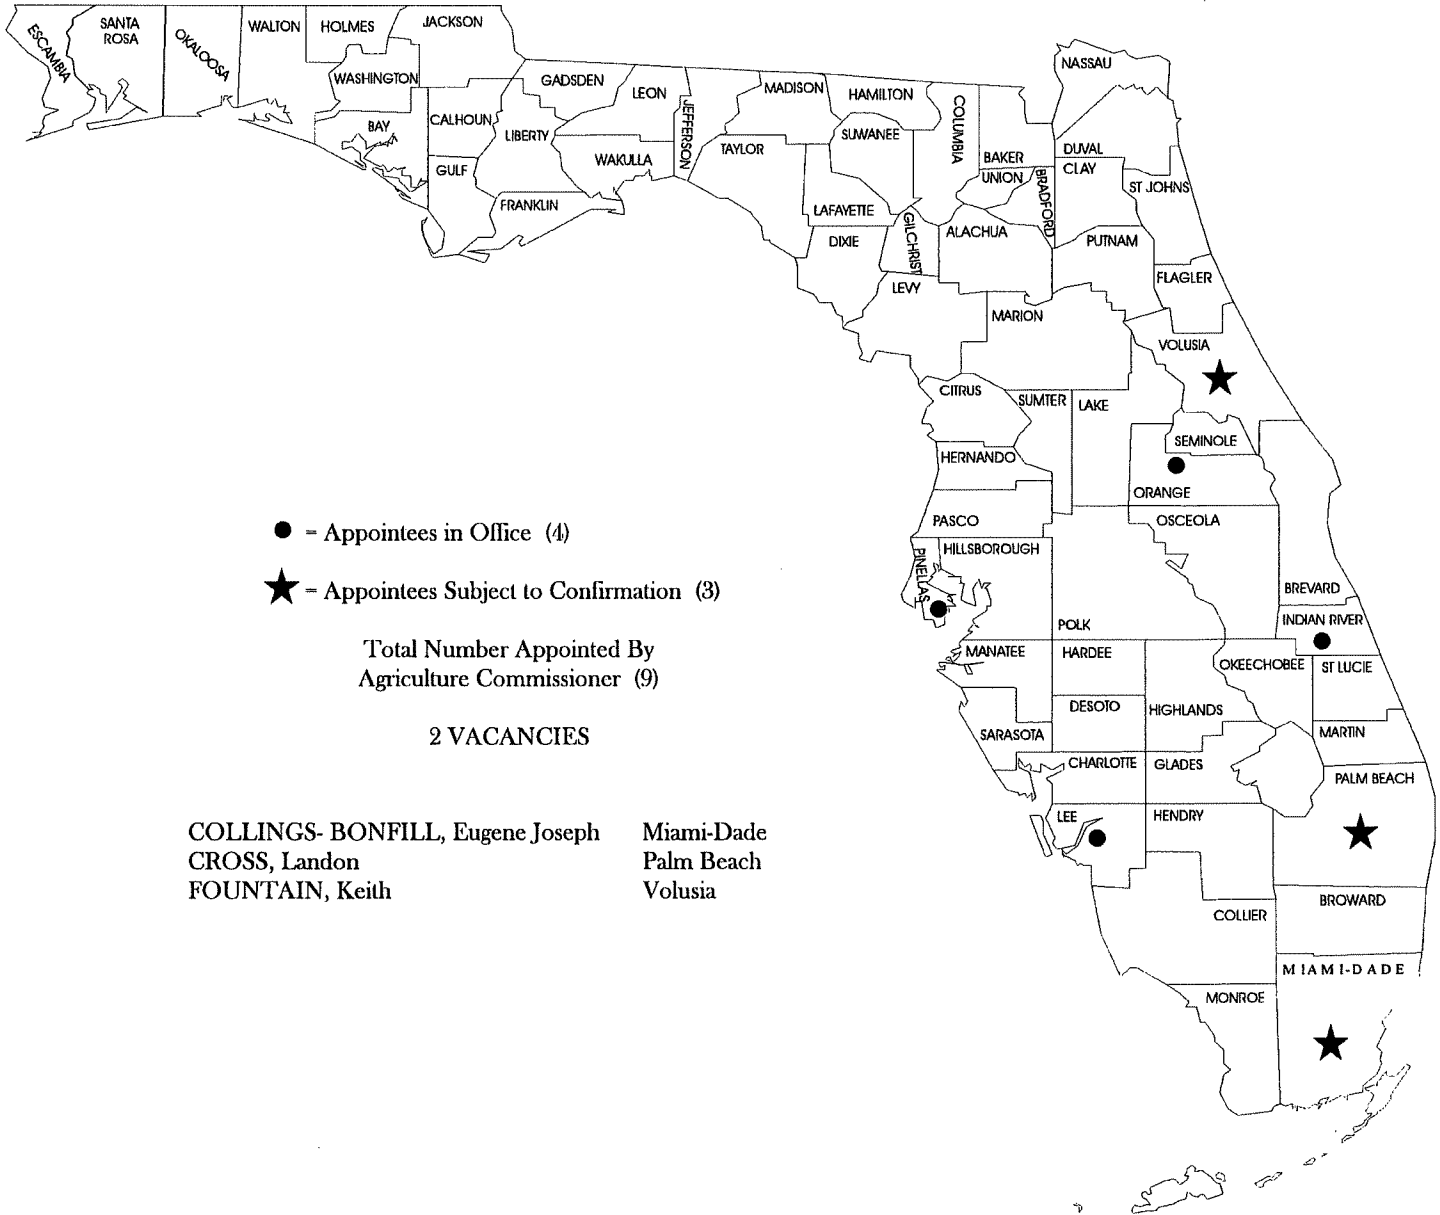 ESCAMBIA
SANTA
ROSA
OKALOOSA
WALTON
HOLMES
JACKSON
WASHINGTON
BAY
CALHOUN
GULF
LIBERTY
GADSDEN
FRANKLIN
LEON
WAKULLA
JEFFERSON
TAYLOR
MADISON
HAMILTON
SUWANEE
LAFAYETTE
DIXIE
GILCHRIST
COLUMBIA
BAKER
UNION
BRADFORD
ALACHUA
LEVY
NASSAU
DUVAL
CLAY
ST JOHNS
PUTNAM
FLAGLER
MARION
VOLUSIA
CITRUS
SUMTER
LAKE
SEMINOLE
HERNANDO
ORANGE
PASCO
OSCEOLA
PINELLAS
HILLSBOROUGH
POLK
BREVARD
INDIAN RIVER
MANATEE
HARDEE
OKEECHOBEE
ST LUCIE
DESOTO
HIGHLANDS
SARASOTA
MARTIN
CHARLOTTE
GLADES
PALM BEACH
LEE
HENDRY
BROWARD
COLLIER
MIAMI-DADE
MONROE
= Appointees in Office (4)
= Appointees Subject to Confirmation (3)
Total Number Appointed By
Agriculture Commissioner (9)
2 VACANCIES
COLLINGS- BONFILL, Eugene Joseph Miami-Dade
CROSS, Landon Palm Beach
FOUNTAIN, Keith Volusia